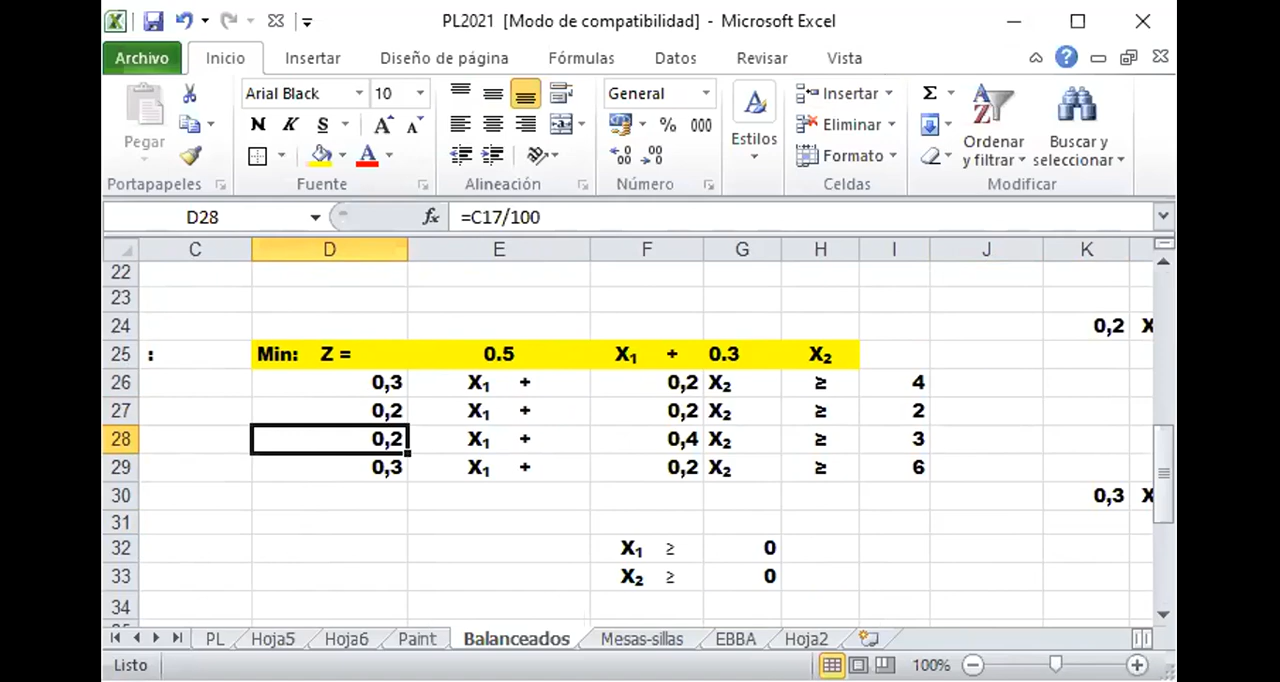 PL2021 [Modo de compatibilidad] - Microsoft Excel
Archivo Inicio Insertar Diseño de página Fórmulas Datos Revisar Vista
Arial Black 10 General Insertar Σ
Pegar N K S A A % 000 Estilos Eliminar Ordenar y filtrar Buscar y seleccionar
A Formato
Portapapeles Fuente Alineación Número Celdas Modificar
D28 fx =C17/100
C D E F G H I J K
22
23
24 0,2 X
25 : Min: Z = 0.5 X₁ + 0.3 X₂
26 0,3 X₁ + 0,2 X₂ ≥ 4
27 0,2 X₁ + 0,2 X₂ ≥ 2
28 0,2 X₁ + 0,4 X₂ ≥ 3
29 0,3 X₁ + 0,2 X₂ ≥ 6
30 0,3 X
31
32 X₁ ≥ 0
33 X₂ ≥ 0
34
PL Hoja5 Hoja6 Paint Balanceados Mesas-sillas EBBA Hoja2
Listo 100%